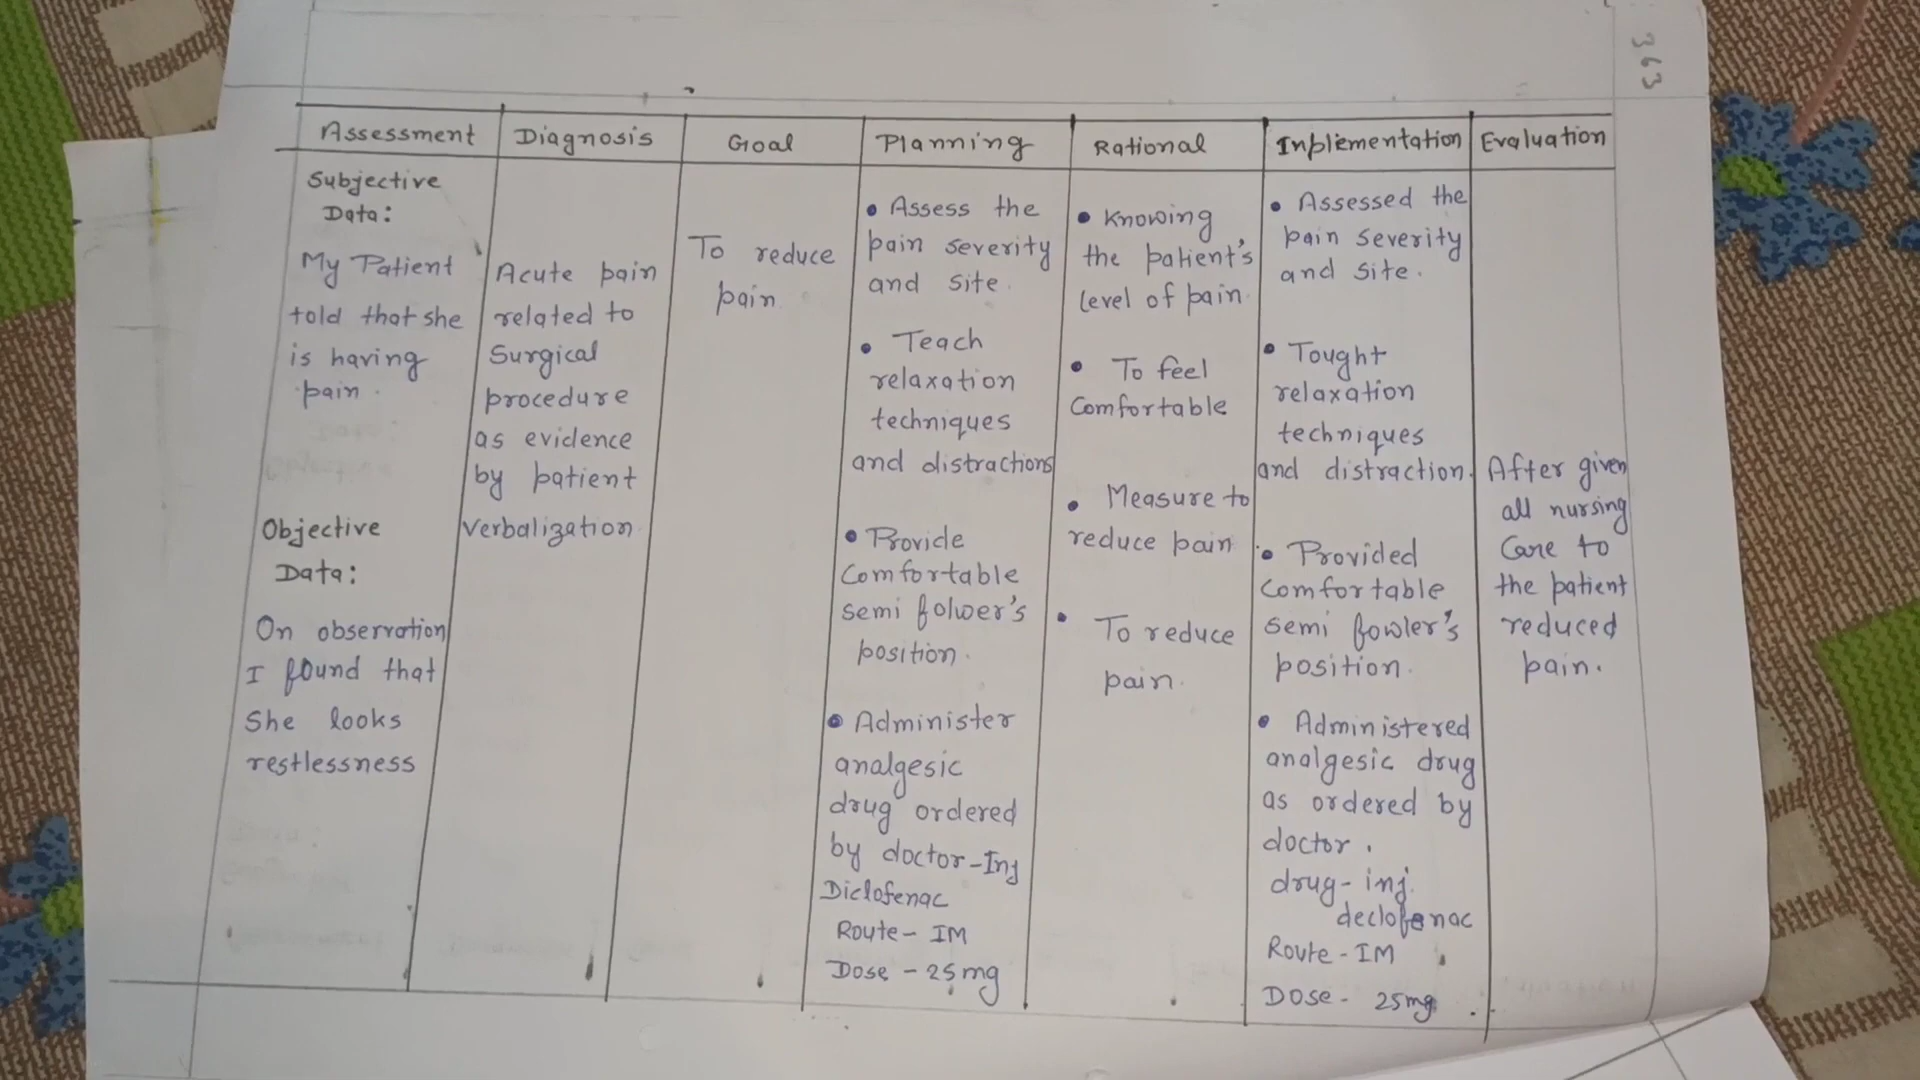 363
Assessment
Subjective
Data:
My Patient
told that she
is having
pain.
Objective
Data:
On observation
I found that
She looks
restlessness
Diagnosis
Acute pain
related to
Surgical
procedure
as evidence
by patient
verbalization.
Goal
To reduce
pain
Planning
• Assess the
pain severity
and site.
• Teach
relaxation
techniques
and distractions
• Provide
Comfortable
semi folwer's
position.
• Administer
analgesic
drug ordered
by doctor-Inj
Diclofenac
Route- IM
Dose - 25mg
Rational
• Knowing
the patient's
level of pain.
• To feel
Comfortable
• Measure to
reduce pain
• To reduce
pain.
Inplementation
• Assessed the
pain severity
and site.
• Tought
relaxation
techniques
and distraction.
• Provided
Comfortable
semi fowler's
position.
• Administered
analgesic drug
as ordered by
doctor.
drug- inj.
declofenac
Route - IM
Dose - 25mg.
Evaluation
After given
all nursing
Care to
the patient
reduced
pain.